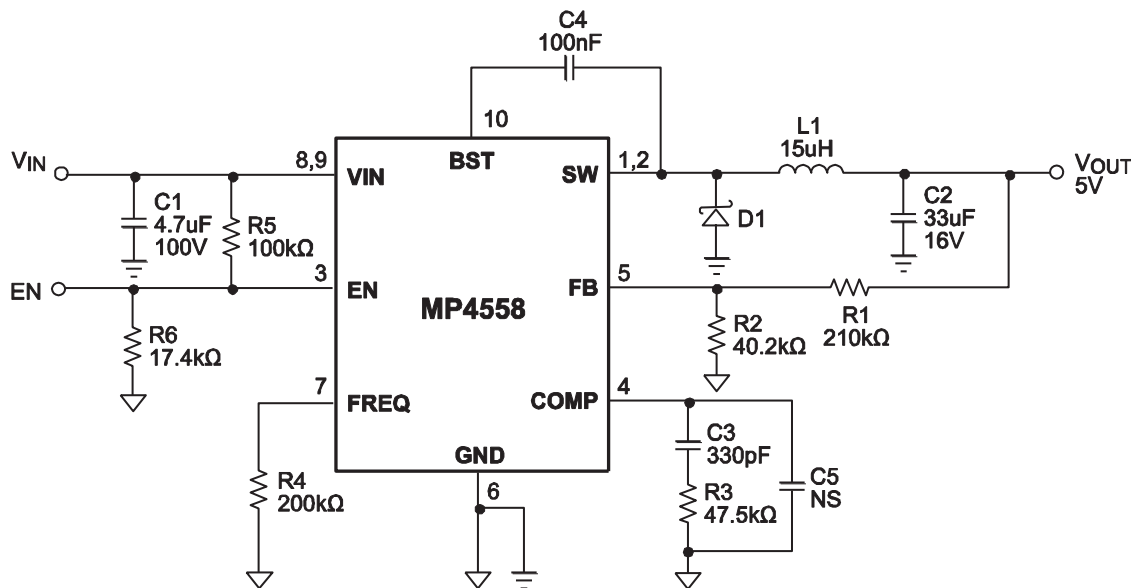 C4
100nF
10
BST
VIN
8,9
VIN
C1
4.7uF
100V
R5
100kΩ
SW
1,2
L1
15uH
VOUT
5V
D1
C2
33uF
16V
EN
3
EN
MP4558
FB
5
R6
17.4kΩ
R2
40.2kΩ
R1
210kΩ
7
FREQ
COMP
4
R4
200kΩ
GND
6
C3
330pF
R3
47.5kΩ
C5
NS